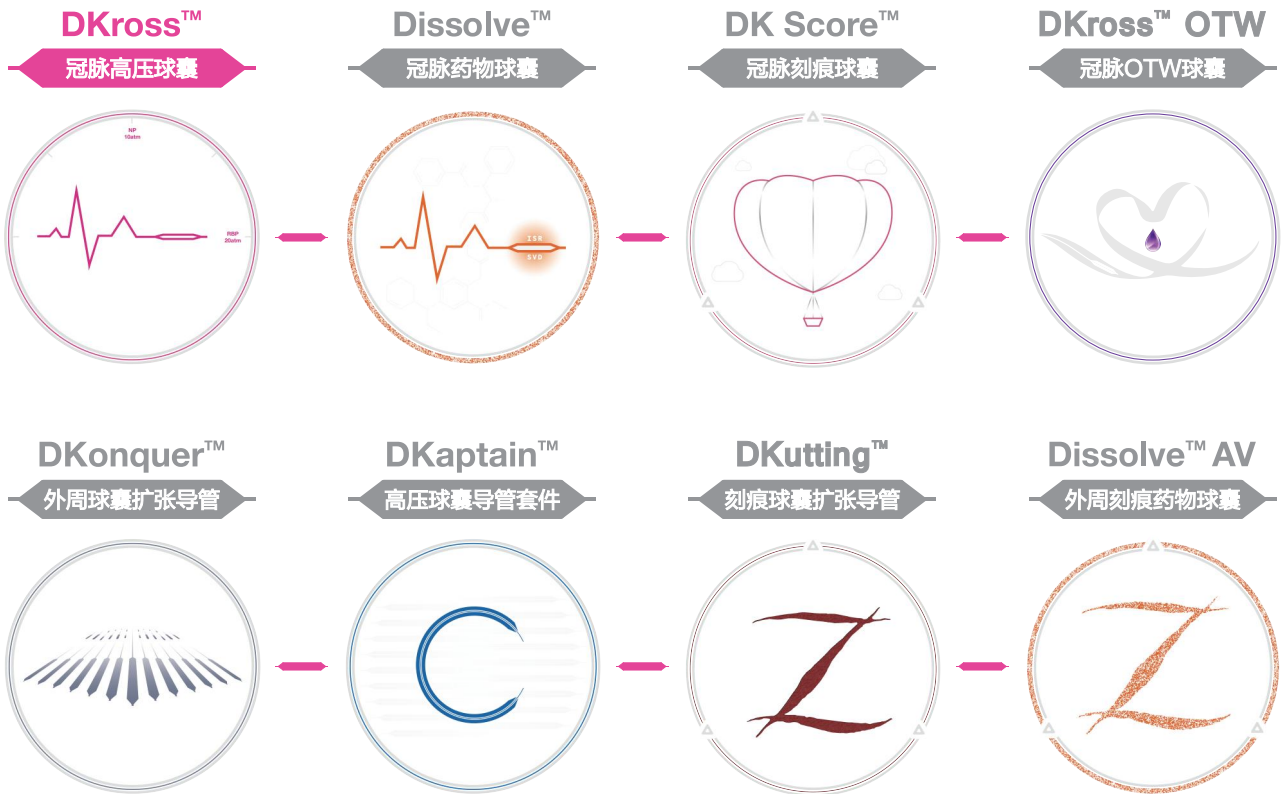 DKross™
Dissolve™
DK Score™
DKross™ OTW
冠脉高压球囊
冠脉药物球囊
冠脉刻痕球囊
冠脉OTW球囊
NP
10atm
RBP
20atm
ISR
SVD
DKonquer™
DKaptain™
DKutting™
Dissolve™ AV
外周球囊扩张导管
高压球囊导管套件
刻痕球囊扩张导管
外周刻痕药物球囊